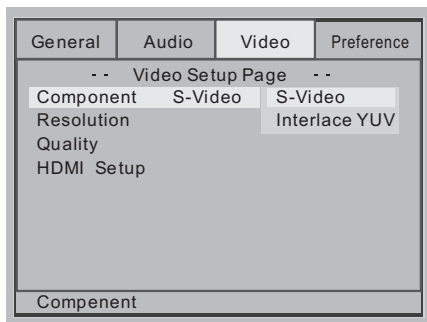 General Audio Video Preference
-- Video Setup Page --
Component S-Video S-Video
Resolution Interlace YUV
Quality
HDMI Setup
Compenent